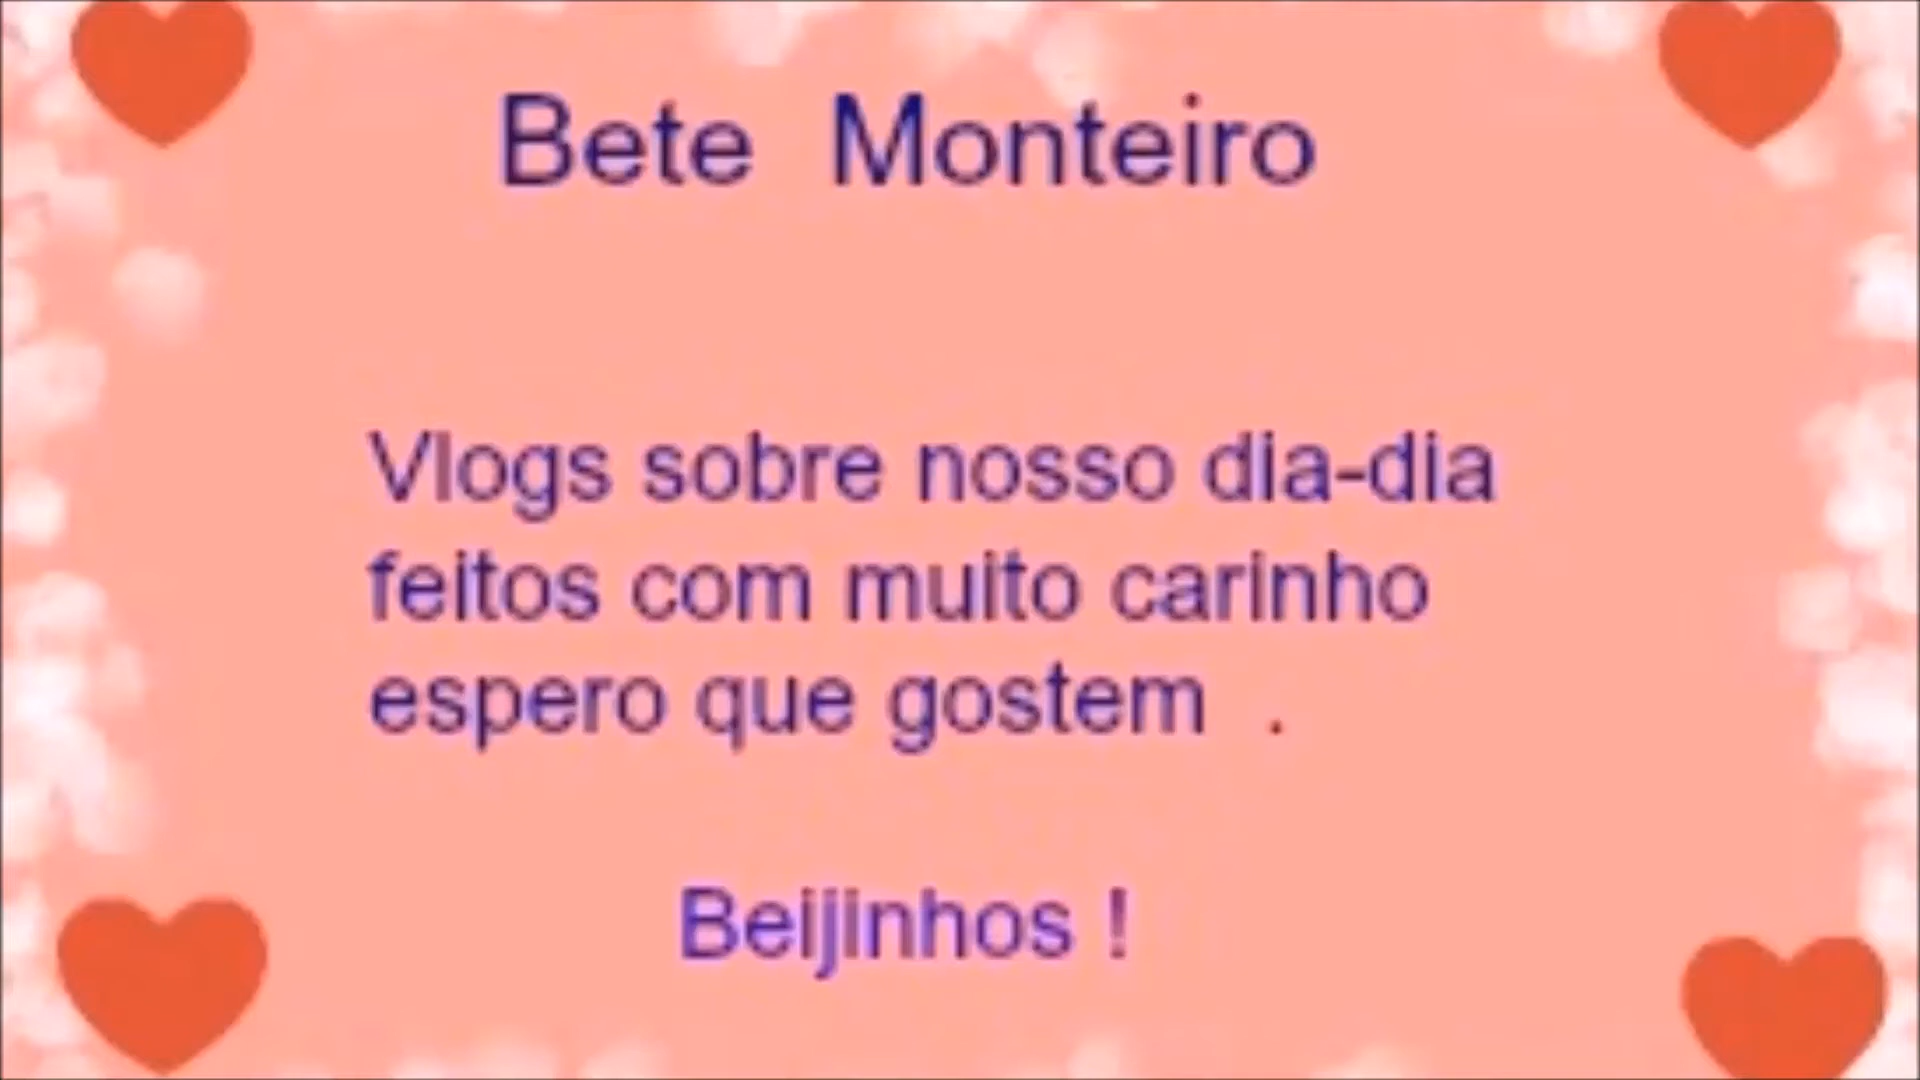 Bete Monteiro
Vlogs sobre nosso dia-dia
feitos com muito carinho
espero que gostem .
Beijinhos !